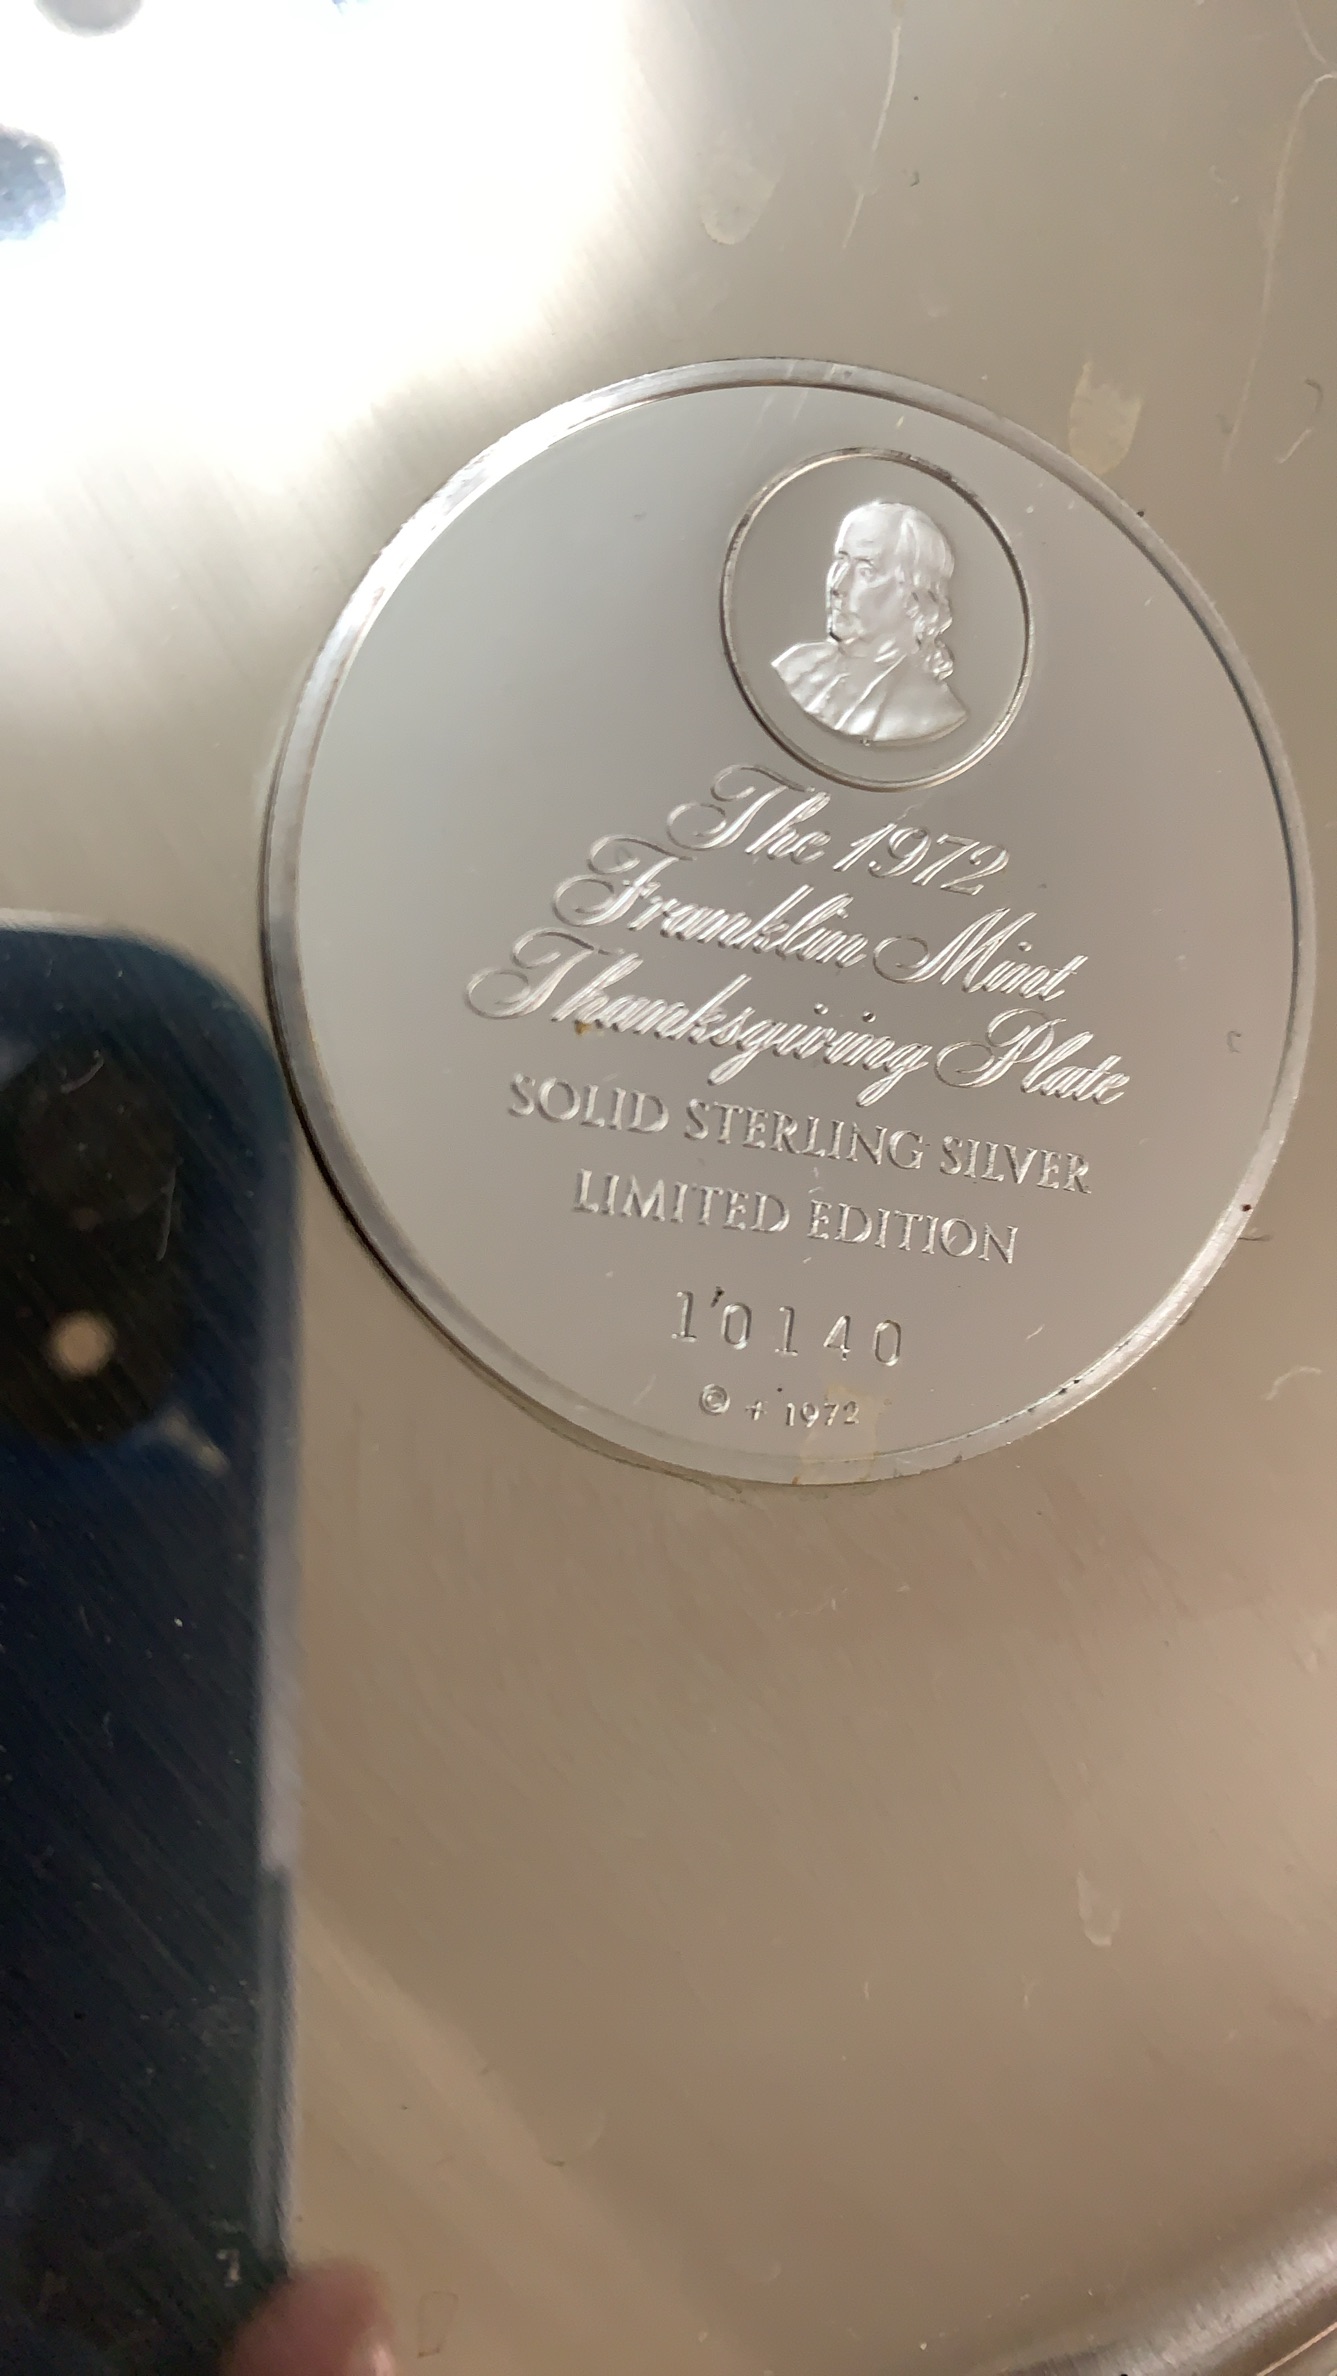 The 1972
Franklin Mint
Thanksgiving Plate
SOLID STERLING SILVER
LIMITED EDITION
10140
© + 1972